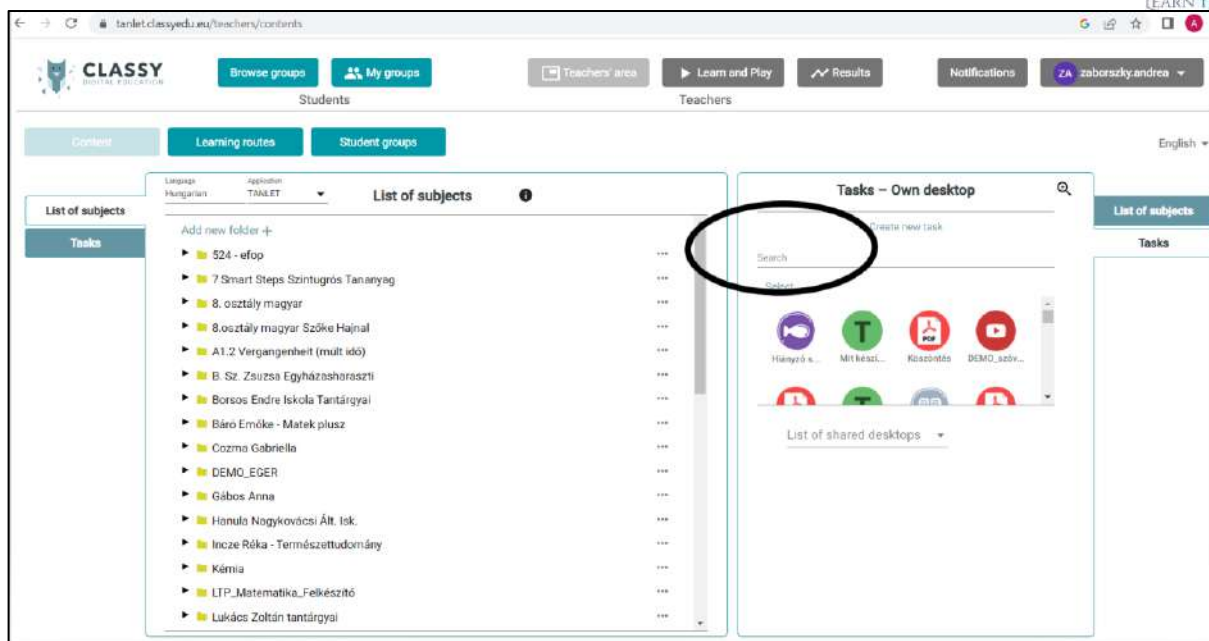 [EARN T
tanlet.classyedu.eu/teachers/contents
G
A
CLASSY
DIGITAL EDUCATION
Browse groups
My groups
Teachers' area
Learn and Play
Results
Notifications
ZA
zaborszky.andrea
Students
Teachers
Content
Learning routes
Student groups
English
List of subjects
Tasks
Language
Application
Hungarian
TANLET
List of subjects
Add new folder +
524 - efop
7 Smart Steps Szintugrós Tananyag
8. osztály magyar
8.osztály magyar Szőke Hajnal
A1.2 Vergangenheit (múlt idő)
B. Sz. Zsuzsa Egyházasharaszti
Borsos Endre Iskola Tantárgyai
Báró Emőke - Matek plusz
Cozma Gabriella
DEMO_EGER
Gábos Anna
Hanula Nagykovácsi Ált. Isk.
Incze Réka - Természettudomány
Kémia
LTP_Matematika_Felkészítő
Lukács Zoltán tantárgyai
Tasks – Own desktop
Create new task
Search
Select
T
PDF
Hiányzó s...
Mit készí...
Köszöntés
DEMO_szöv...
List of shared desktops
List of subjects
Tasks